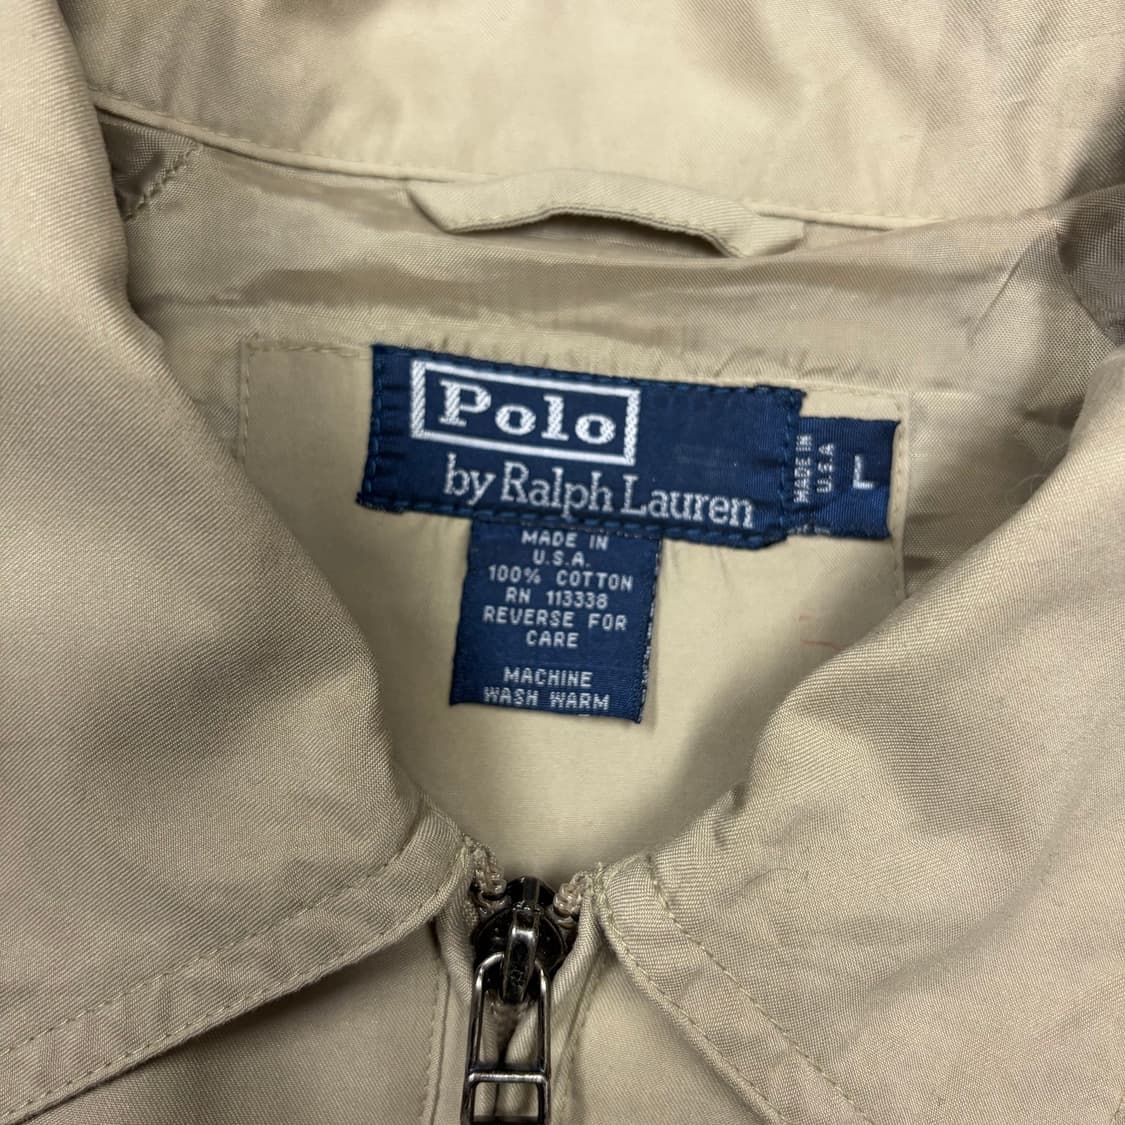 Polo
by Ralph Lauren
MADE IN
U.S.A.
L
MADE IN
U.S.A.
100% COTTON
RN 113338
REVERSE FOR
CARE
MACHINE
WASH WARM